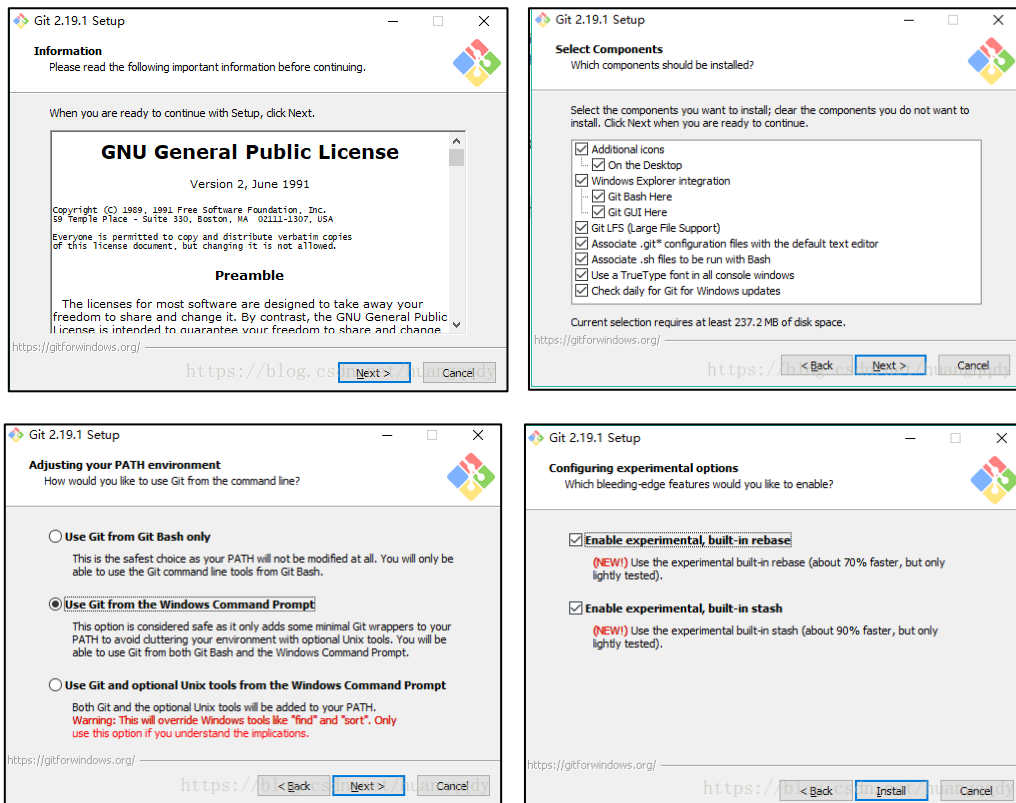 Git 2.19.1 Setup
Information
Please read the following important information before continuing.
When you are ready to continue with Setup, click Next.
GNU General Public License
Version 2, June 1991
Copyright (C) 1989, 1991 Free Software Foundation, Inc.
59 Temple Place - Suite 330, Boston, MA  02111-1307, USA
Everyone is permitted to copy and distribute verbatim copies
of this license document, but changing it is not allowed.
Preamble
The licenses for most software are designed to take away your
freedom to share and change it. By contrast, the GNU General Public
License is intended to guarantee your freedom to share and change
https://gitforwindows.org/
Next >
Cancel
Git 2.19.1 Setup
Select Components
Which components should be installed?
Select the components you want to install; clear the components you do not want to
install. Click Next when you are ready to continue.
Additional icons
On the Desktop
Windows Explorer integration
Git Bash Here
Git GUI Here
Git LFS (Large File Support)
Associate .git* configuration files with the default text editor
Associate .sh files to be run with Bash
Use a TrueType font in all console windows
Check daily for Git for Windows updates
Current selection requires at least 237.2 MB of disk space.
https://gitforwindows.org/
< Back
Next >
Cancel
Git 2.19.1 Setup
Adjusting your PATH environment
How would you like to use Git from the command line?
Use Git from Git Bash only
This is the safest choice as your PATH will not be modified at all. You will only be
able to use the Git command line tools from Git Bash.
Use Git from the Windows Command Prompt
This option is considered safe as it only adds some minimal Git wrappers to your
PATH to avoid cluttering your environment with optional Unix tools. You will be
able to use Git from both Git Bash and the Windows Command Prompt.
Use Git and optional Unix tools from the Windows Command Prompt
Both Git and the optional Unix tools will be added to your PATH.
Warning: This will override Windows tools like "find" and "sort". Only
use this option if you understand the implications.
https://gitforwindows.org/
< Back
Next >
Cancel
Git 2.19.1 Setup
Configuring experimental options
Which bleeding-edge features would you like to enable?
Enable experimental, built-in rebase
(NEW!) Use the experimental built-in rebase (about 70% faster, but only
lightly tested).
Enable experimental, built-in stash
(NEW!) Use the experimental built-in stash (about 90% faster, but only
lightly tested).
https://gitforwindows.org/
< Back
Install
Cancel